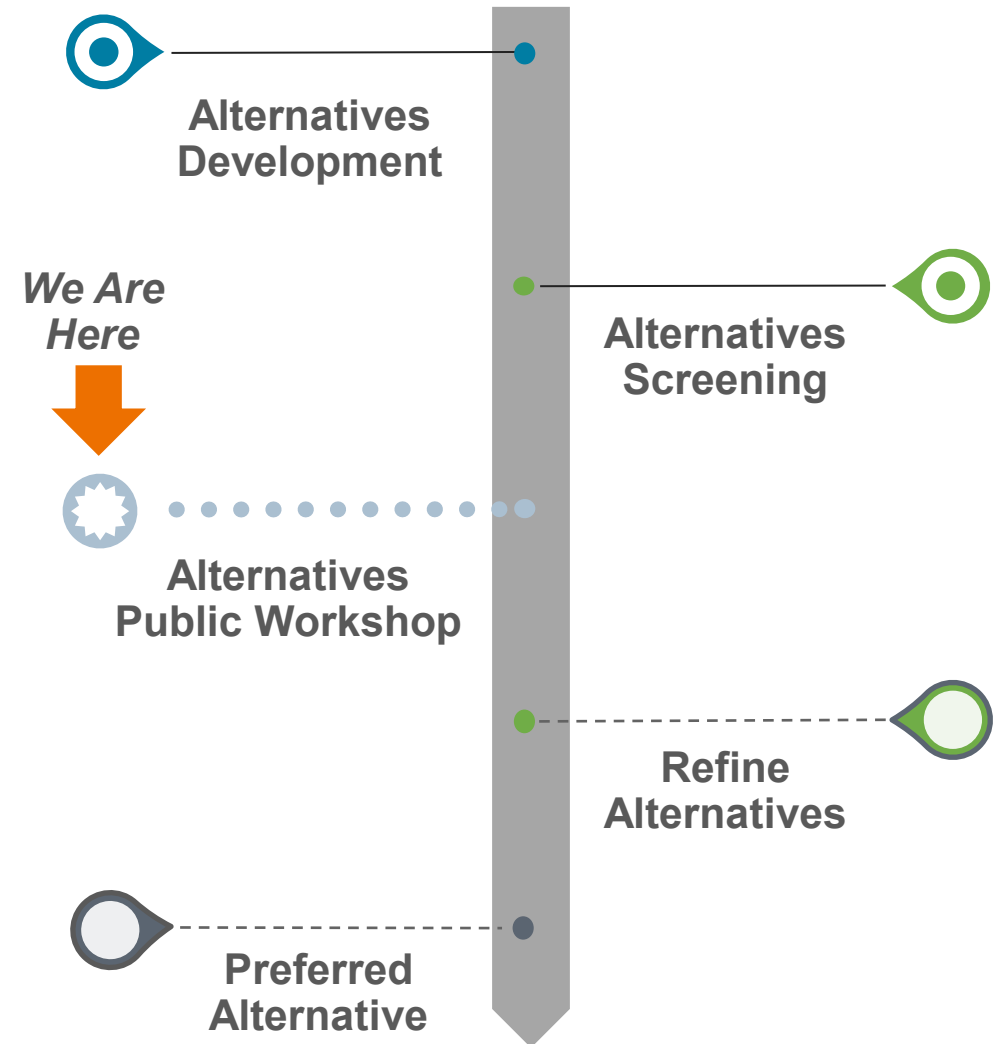 Alternatives
Development
We Are
Here
Alternatives
Screening
Alternatives
Public Workshop
Refine
Alternatives
Preferred
Alternative